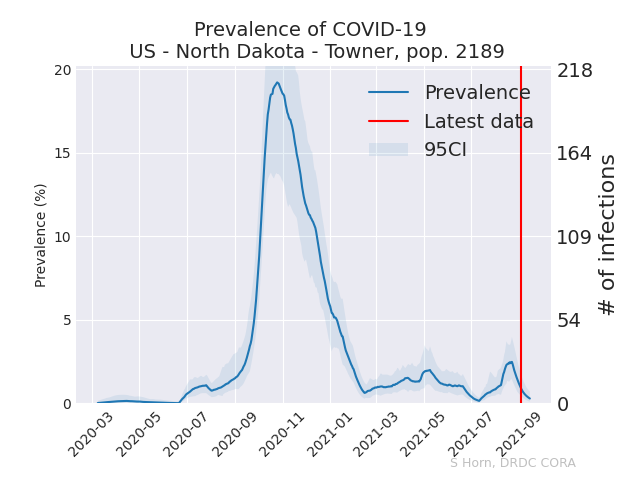 Prevalence of COVID-19
US - North Dakota - Towner, pop. 2189
Prevalence
Latest data
95CI
Prevalence (%)
20
15
10
5
0
218
164
109
54
0
# of infections
2020-03
2020-05
2020-07
2020-09
2020-11
2021-01
2021-03
2021-05
2021-07
2021-09
S Horn, DRDC CORA